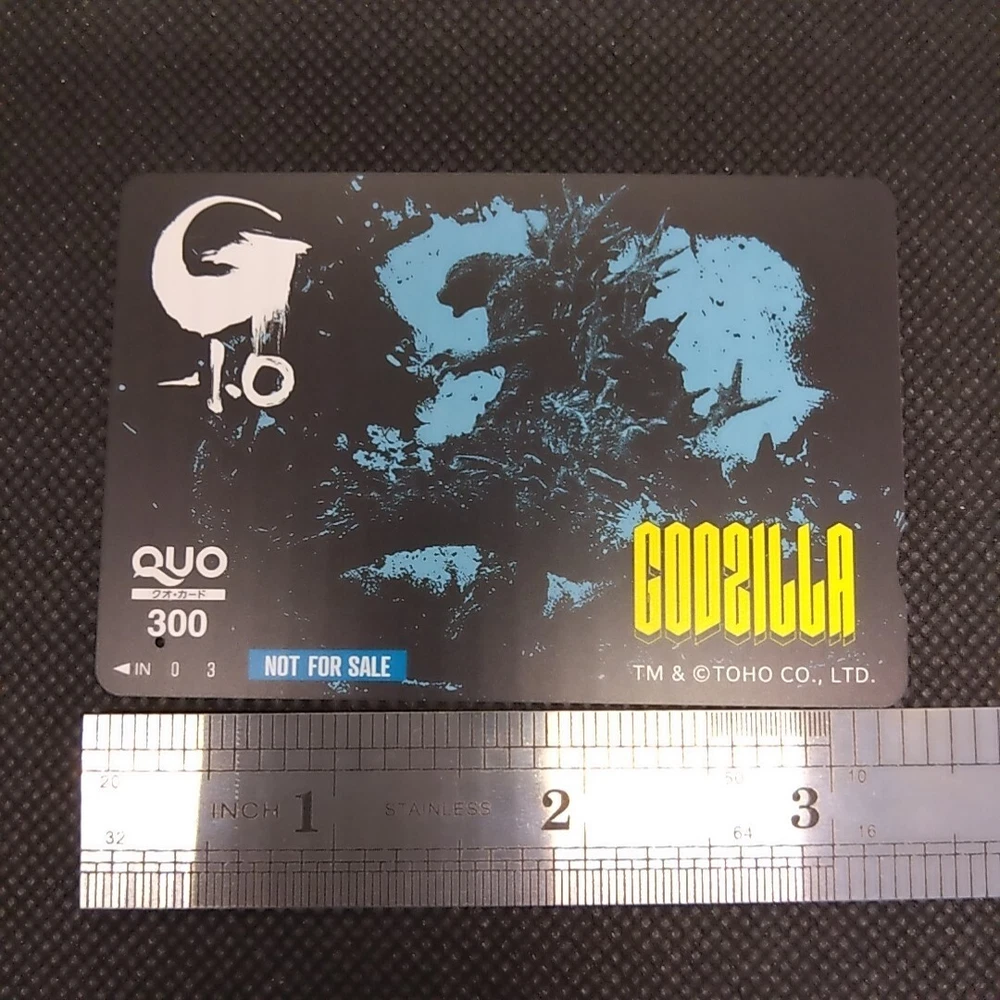 G
-1.0
QUO
クオ・カード
300
◀IN 0 3
NOT FOR SALE
GODZILLA
TM & ©TOHO CO., LTD.
20 50 10
INCH 1 STAINLESS 2 3
32 64 16